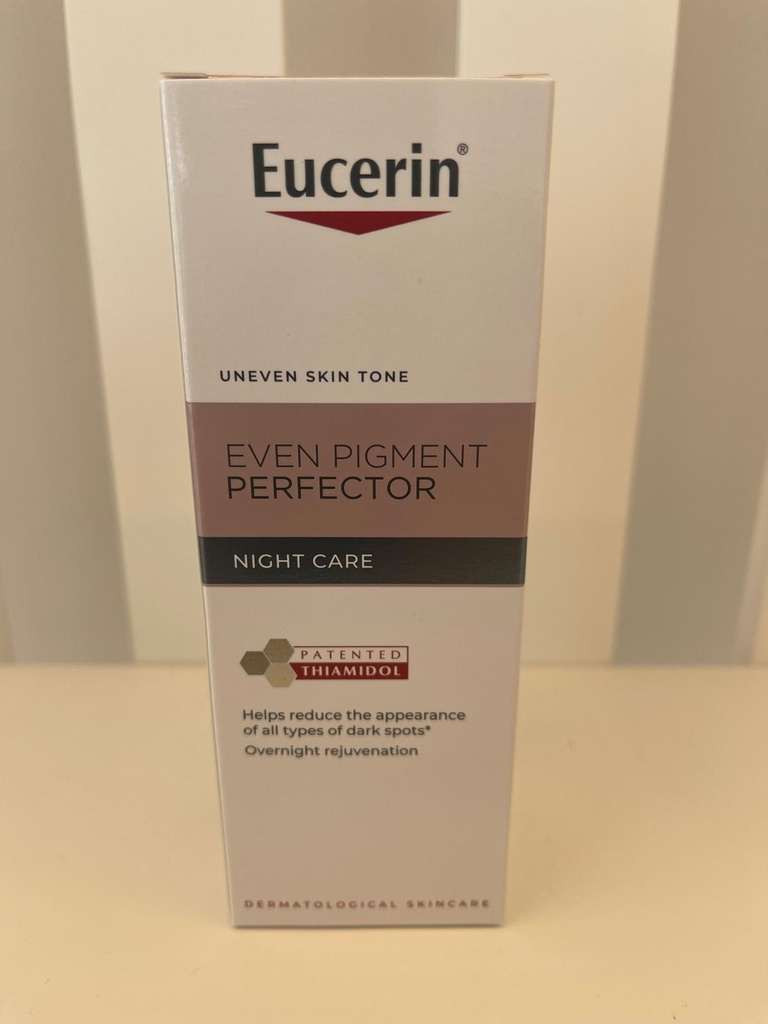 Eucerin®
UNEVEN SKIN TONE
EVEN PIGMENT
PERFECTOR
NIGHT CARE
PATENTED
THIAMIDOL
Helps reduce the appearance
of all types of dark spots*
Overnight rejuvenation
DERMATOLOGICAL SKINCARE